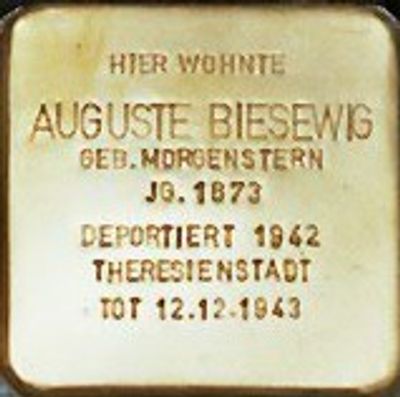 HIER WOHNTE
AUGUSTE BIESEWIG
GEB. MORGENSTERN
JG. 1873
DEPORTIERT 1942
THERESIENSTADT
TOT 12.12.1943